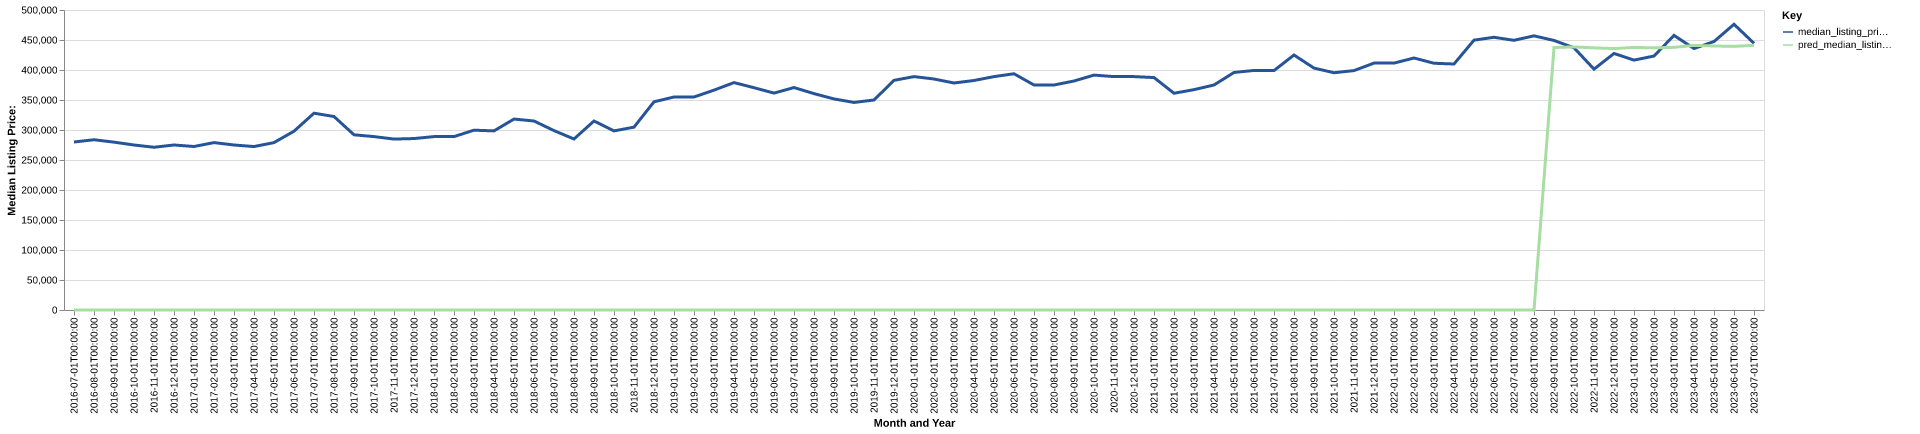 500,000
450,000
400,000
350,000
300,000
250,000
200,000
150,000
100,000
50,000
0
Median Listing Price:
2016-07-01T00:00:00
2016-08-01T00:00:00
2016-09-01T00:00:00
2016-10-01T00:00:00
2016-11-01T00:00:00
2016-12-01T00:00:00
2017-01-01T00:00:00
2017-02-01T00:00:00
2017-03-01T00:00:00
2017-04-01T00:00:00
2017-05-01T00:00:00
2017-06-01T00:00:00
2017-07-01T00:00:00
2017-08-01T00:00:00
2017-09-01T00:00:00
2017-10-01T00:00:00
2017-11-01T00:00:00
2017-12-01T00:00:00
2018-01-01T00:00:00
2018-02-01T00:00:00
2018-03-01T00:00:00
2018-04-01T00:00:00
2018-05-01T00:00:00
2018-06-01T00:00:00
2018-07-01T00:00:00
2018-08-01T00:00:00
2018-09-01T00:00:00
2018-10-01T00:00:00
2018-11-01T00:00:00
2018-12-01T00:00:00
2019-01-01T00:00:00
2019-02-01T00:00:00
2019-03-01T00:00:00
2019-04-01T00:00:00
2019-05-01T00:00:00
2019-06-01T00:00:00
2019-07-01T00:00:00
2019-08-01T00:00:00
2019-09-01T00:00:00
2019-10-01T00:00:00
2019-11-01T00:00:00
2019-12-01T00:00:00
2020-01-01T00:00:00
2020-02-01T00:00:00
2020-03-01T00:00:00
2020-04-01T00:00:00
2020-05-01T00:00:00
2020-06-01T00:00:00
2020-07-01T00:00:00
2020-08-01T00:00:00
2020-09-01T00:00:00
2020-10-01T00:00:00
2020-11-01T00:00:00
2020-12-01T00:00:00
2021-01-01T00:00:00
2021-02-01T00:00:00
2021-03-01T00:00:00
2021-04-01T00:00:00
2021-05-01T00:00:00
2021-06-01T00:00:00
2021-07-01T00:00:00
2021-08-01T00:00:00
2021-09-01T00:00:00
2021-10-01T00:00:00
2021-11-01T00:00:00
2021-12-01T00:00:00
2022-01-01T00:00:00
2022-02-01T00:00:00
2022-03-01T00:00:00
2022-04-01T00:00:00
2022-05-01T00:00:00
2022-06-01T00:00:00
2022-07-01T00:00:00
2022-08-01T00:00:00
2022-09-01T00:00:00
2022-10-01T00:00:00
2022-11-01T00:00:00
2022-12-01T00:00:00
2023-01-01T00:00:00
2023-02-01T00:00:00
2023-03-01T00:00:00
2023-04-01T00:00:00
2023-05-01T00:00:00
2023-06-01T00:00:00
2023-07-01T00:00:00
Month and Year
Key
median_listing_pri…
pred_median_listin…